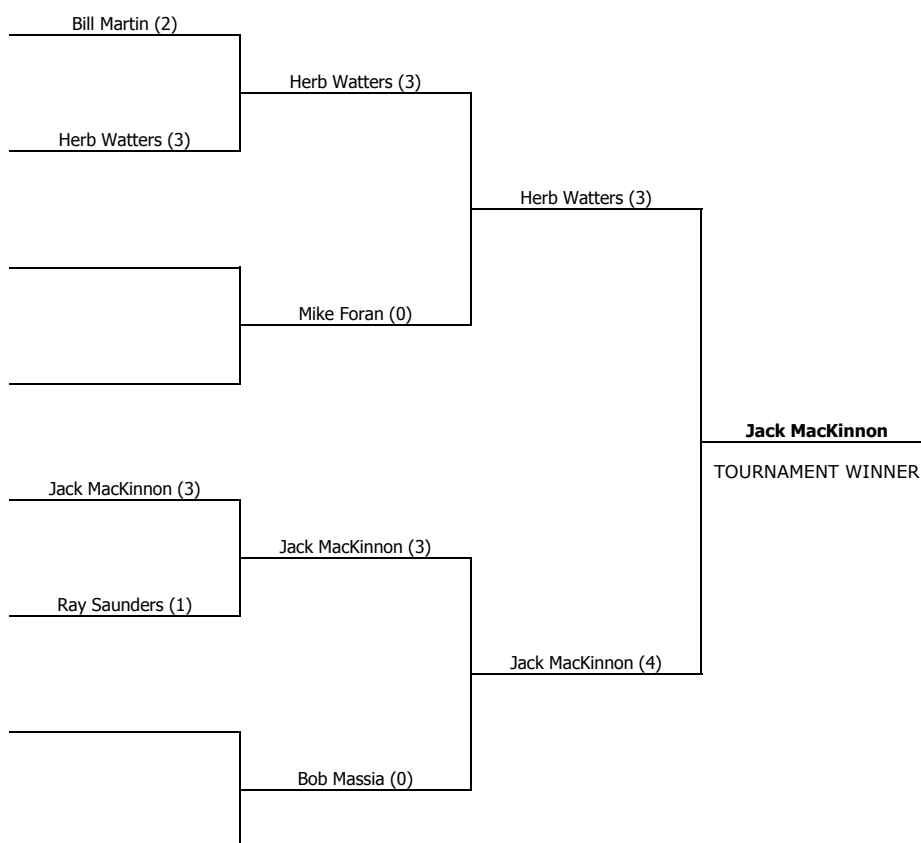 Bill Martin (2)
Herb Watters (3)
Herb Watters (3)
Herb Watters (3)
Mike Foran (0)
Jack MacKinnon
TOURNAMENT WINNER
Jack MacKinnon (3)
Jack MacKinnon (3)
Ray Saunders (1)
Jack MacKinnon (4)
Bob Massia (0)